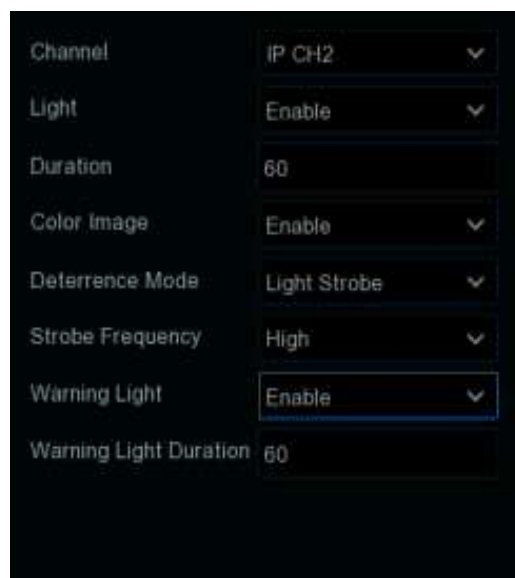 Channel IP CH2
Light Enable
Duration 60
Color Image Enable
Deterrence Mode Light Strobe
Strobe Frequency High
Warning Light Enable
Warning Light Duration 60